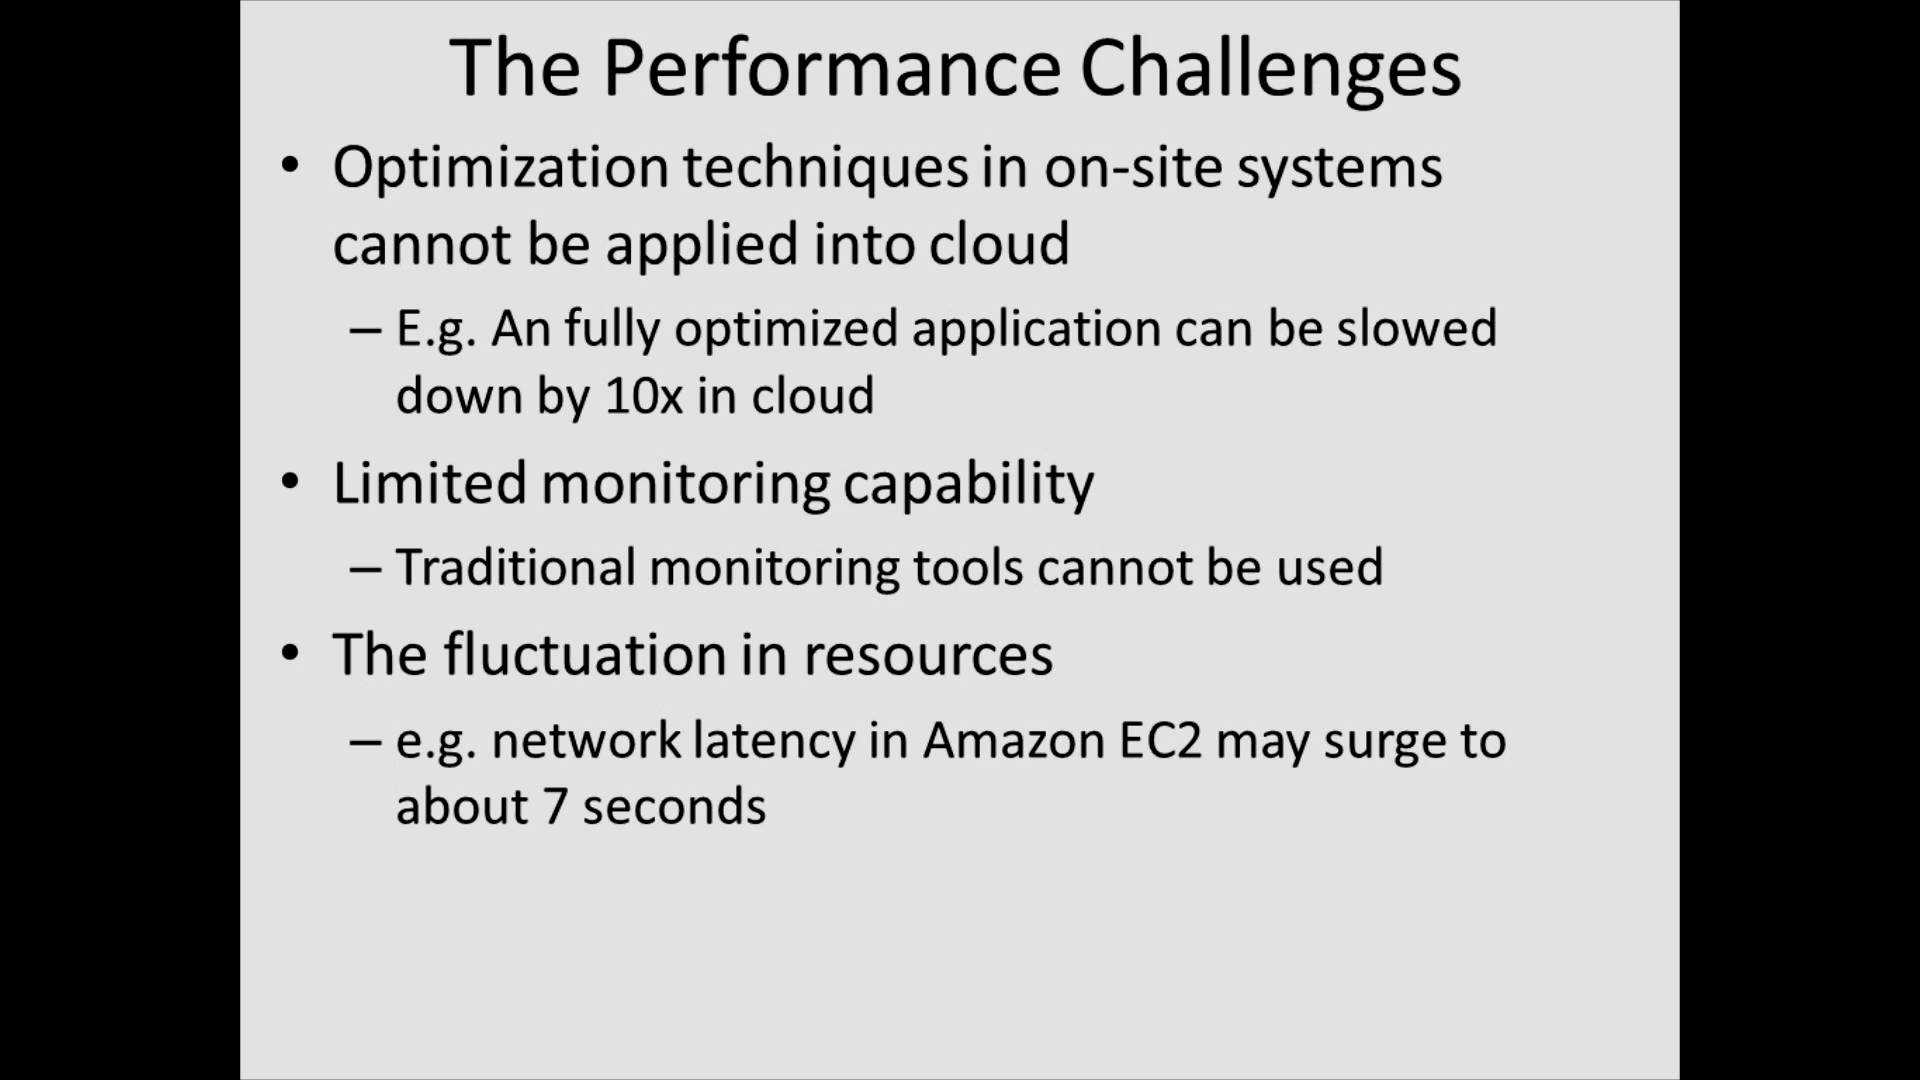 The Performance Challenges
• Optimization techniques in on-site systems
cannot be applied into cloud
– E.g. An fully optimized application can be slowed
down by 10x in cloud
• Limited monitoring capability
– Traditional monitoring tools cannot be used
• The fluctuation in resources
– e.g. network latency in Amazon EC2 may surge to
about 7 seconds